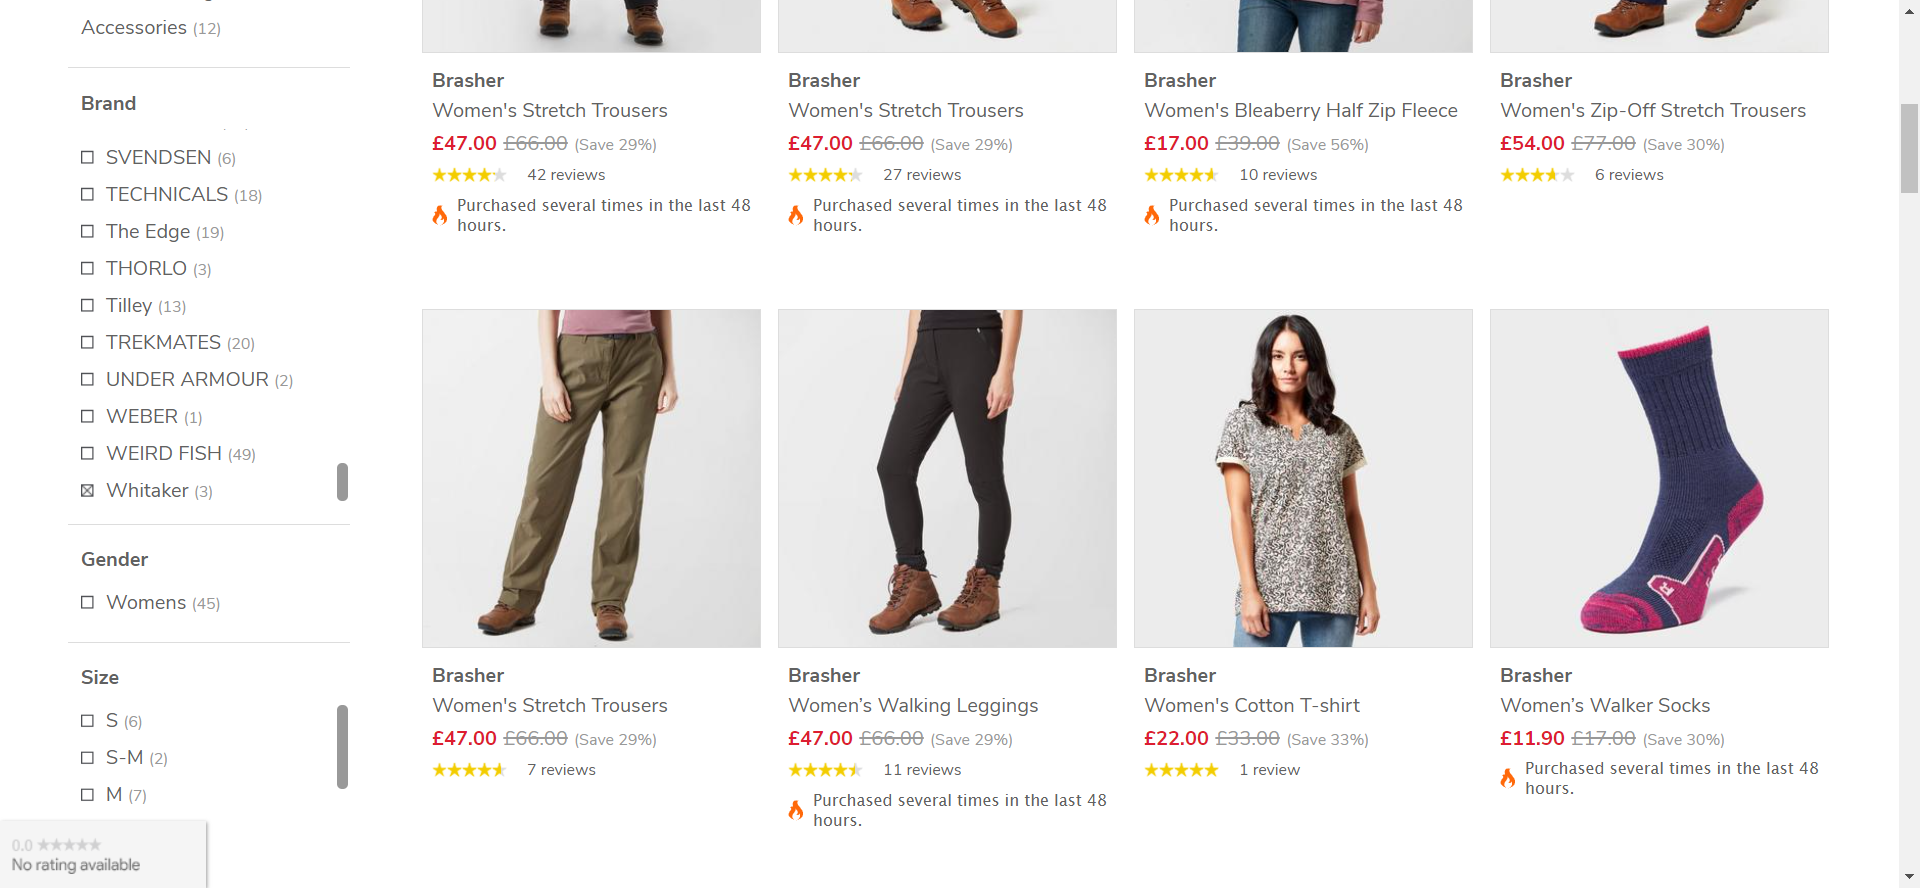 Accessories (12)
Brand
SVENDSEN (6)
TECHNICALS (18)
The Edge (19)
THORLO (3)
Tilley (13)
TREKMATES (20)
UNDER ARMOUR (2)
WEBER (1)
WEIRD FISH (49)
Whitaker (3)
Gender
Womens (45)
Size
S (6)
S-M (2)
M (7)
0.0
No rating available
Brasher
Women's Stretch Trousers
£47.00 £66.00 (Save 29%)
42 reviews
Purchased several times in the last 48
hours.
Brasher
Women's Stretch Trousers
£47.00 £66.00 (Save 29%)
27 reviews
Purchased several times in the last 48
hours.
Brasher
Women's Bleaberry Half Zip Fleece
£17.00 £39.00 (Save 56%)
10 reviews
Purchased several times in the last 48
hours.
Brasher
Women's Zip-Off Stretch Trousers
£54.00 £77.00 (Save 30%)
6 reviews
Brasher
Women's Stretch Trousers
£47.00 £66.00 (Save 29%)
7 reviews
Brasher
Women’s Walking Leggings
£47.00 £66.00 (Save 29%)
11 reviews
Purchased several times in the last 48
hours.
Brasher
Women's Cotton T-shirt
£22.00 £33.00 (Save 33%)
1 review
Brasher
Women’s Walker Socks
£11.90 £17.00 (Save 30%)
Purchased several times in the last 48
hours.